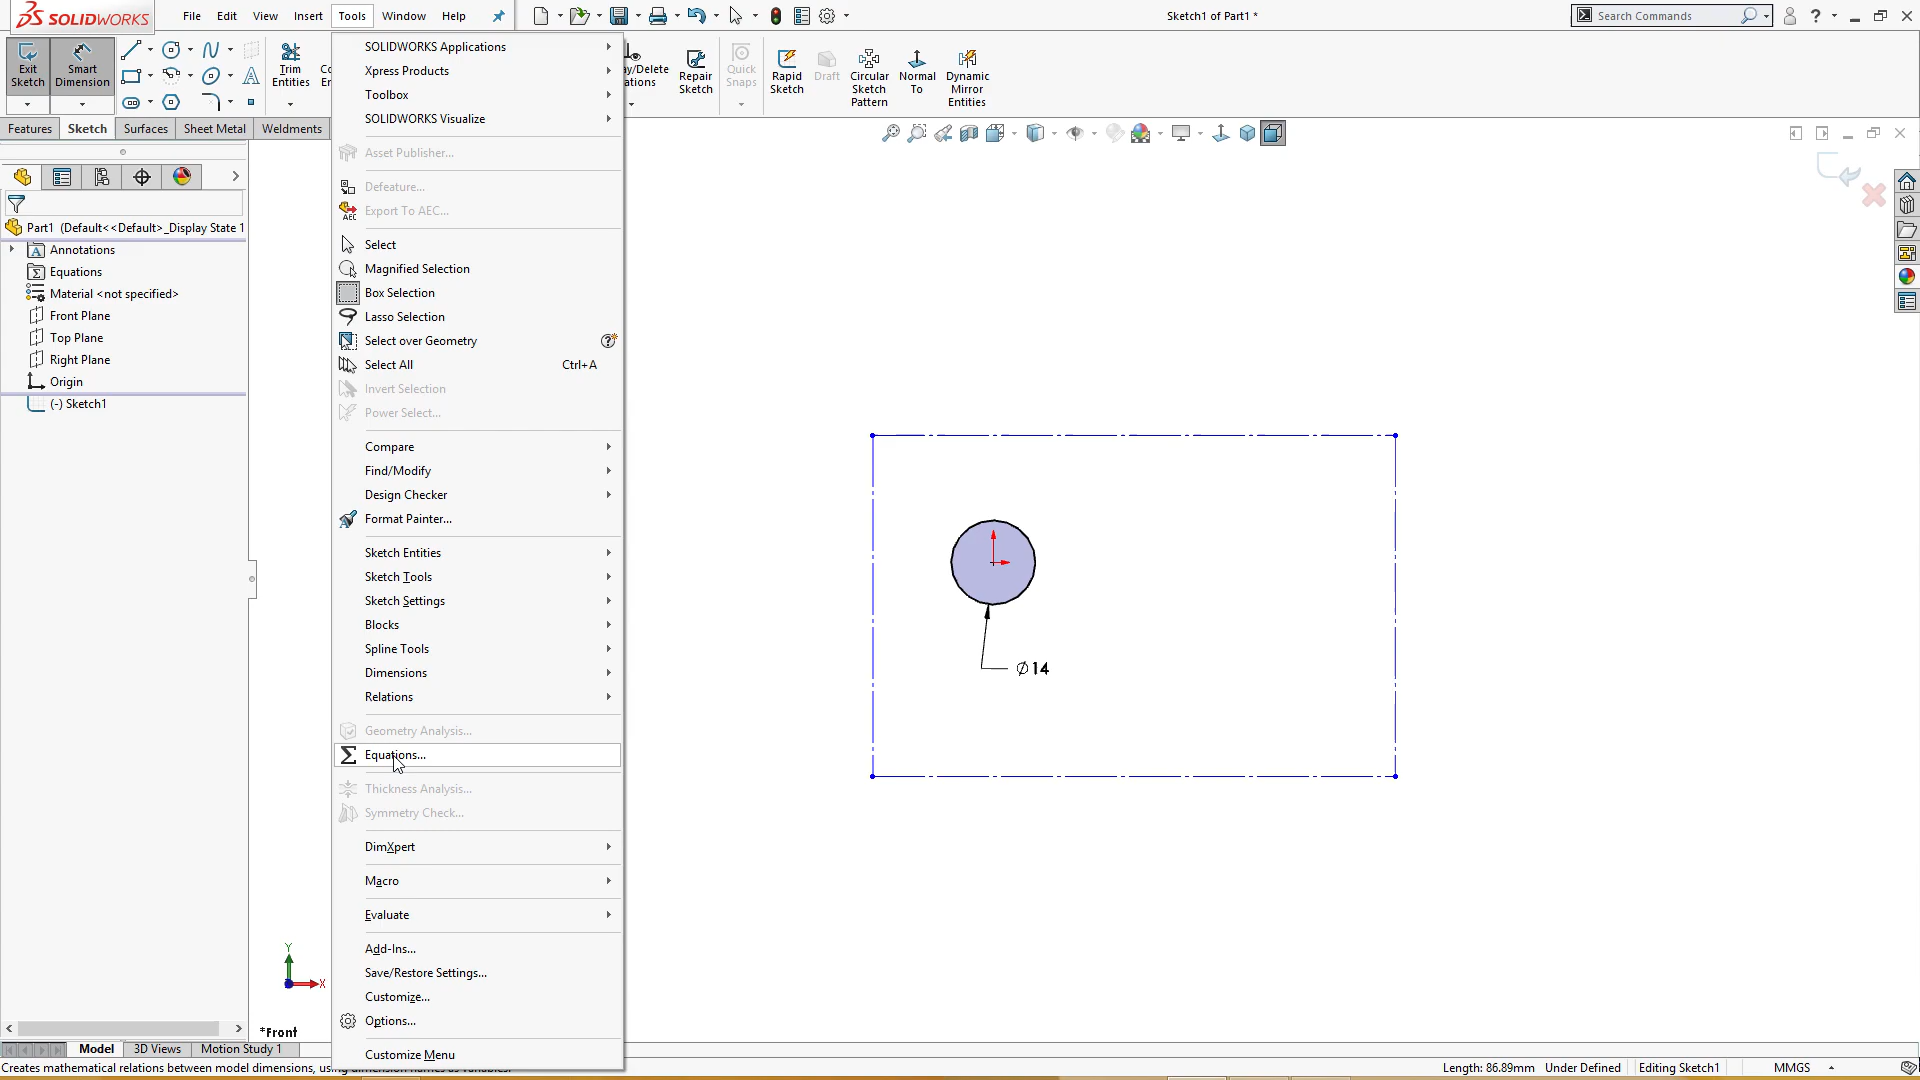 SOLIDWORKS
File Edit View Insert Tools Window Help
Sketch1 of Part1 *
Search Commands
Exit Sketch
Smart Dimension
Trim Entities
Repair Sketch
Quick Snaps
Rapid Sketch
Draft
Circular Sketch Pattern
Normal To
Dynamic Mirror Entities
Features Sketch Surfaces Sheet Metal Weldments
Part1 (Default<<Default>_Display State 1
Annotations
Equations
Material <not specified>
Front Plane
Top Plane
Right Plane
Origin
(-) Sketch1
SOLIDWORKS Applications
Xpress Products
Toolbox
SOLIDWORKS Visualize
Asset Publisher...
Defeature...
Export To AEC...
Select
Magnified Selection
Box Selection
Lasso Selection
Select over Geometry
Select All Ctrl+A
Invert Selection
Power Select...
Compare
Find/Modify
Design Checker
Format Painter...
Sketch Entities
Sketch Tools
Sketch Settings
Blocks
Spline Tools
Dimensions
Relations
Geometry Analysis...
Equations...
Thickness Analysis...
Symmetry Check...
DimXpert
Macro
Evaluate
Add-Ins...
Save/Restore Settings...
Customize...
Options...
Customize Menu
∅14
Y
X
*Front
Model 3D Views Motion Study 1
Creates mathematical relations between model dimensions, using dimension names as variables.
Length: 86.89mm Under Defined Editing Sketch1 MMGS